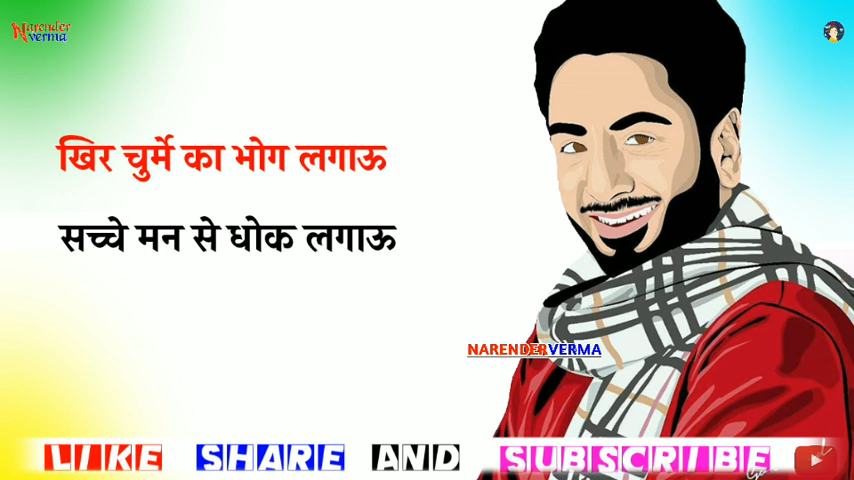 Narender
verma
खिर चुर्मे का भोग लगाऊ
सच्चे मन से धोक लगाऊ
NARENDERVERMA
LIKE SHARE AND SUBSCRIBE